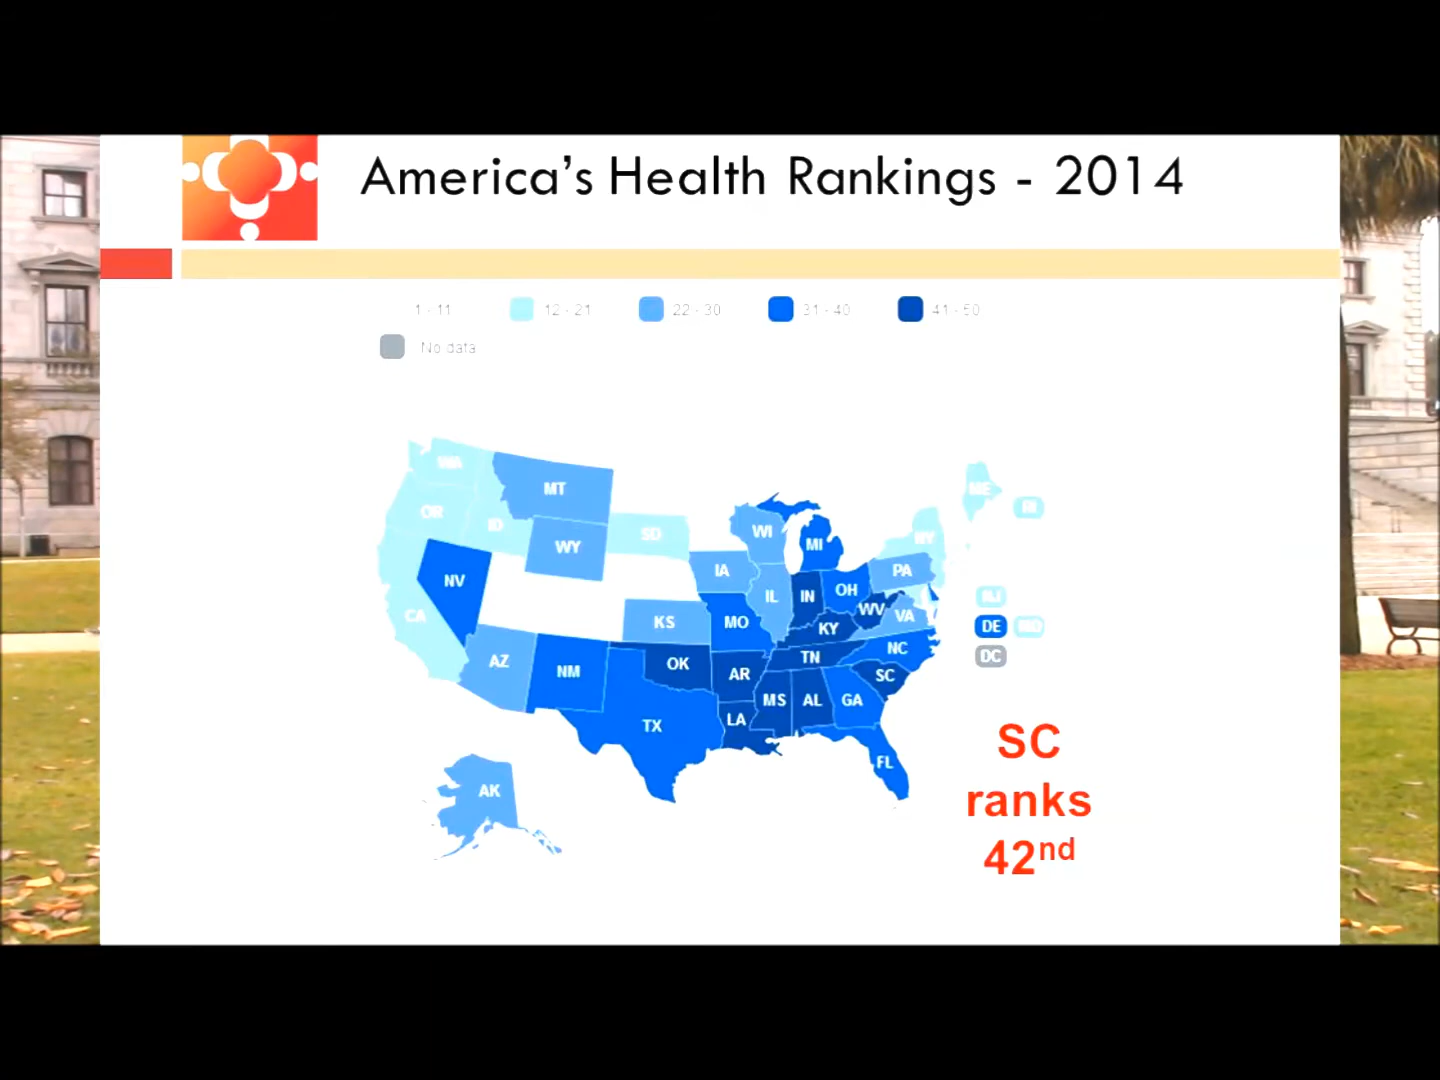 America's Health Rankings - 2014
1 - 11
12 - 21
22 - 30
31 - 40
41 - 50
No data
WA
MT
ME
OR
ID
SD
WI
MI
NY
RI
WY
NV
IA
PA
IL
IN
OH
NJ
CA
KS
MO
WV
VA
DE
MD
KY
NC
DC
AZ
NM
OK
TN
AR
SC
TX
LA
MS
AL
GA
FL
AK
SC
ranks
42nd